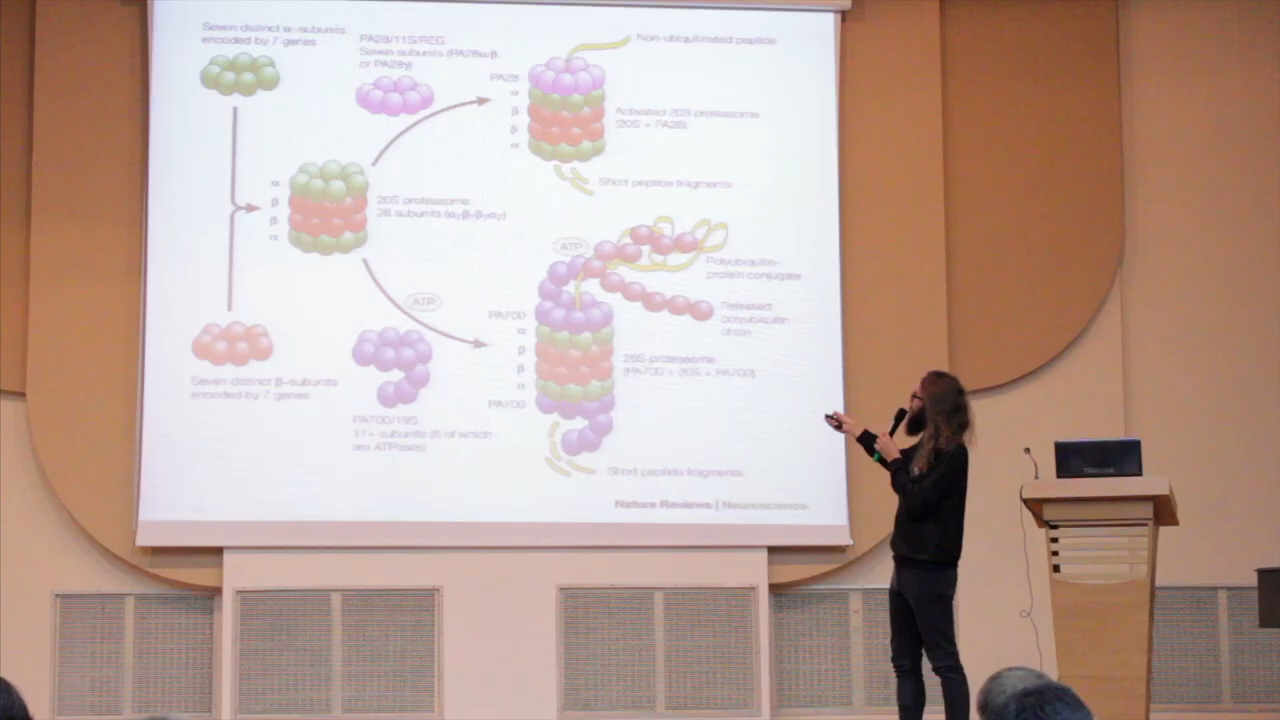 Seven distinct α-subunits
encoded by 7 genes
PA28/11S/REG
Seven subunits (PA28αβ
or PA28γ)
Non-ubiquitinated peptide
PA28
α
β
β
α
Activated 20S proteasome
(20S + PA28)
Short peptide fragments
α
β
β
α
20S proteasome
28 subunits (α₇β₇β₇α₇)
ATP
Polyubiquitin–
protein conjugate
ATP
Released
polyubiquitin
chain
PA700
α
β
β
α
PA700
26S proteasome
(PA700 + 20S + PA700)
Seven distinct β-subunits
encoded by 7 genes
PA700/19S
17+ subunits (6 of which
are ATPases)
Short peptide fragments
Nature Reviews | Neuroscience
TOSHIBA